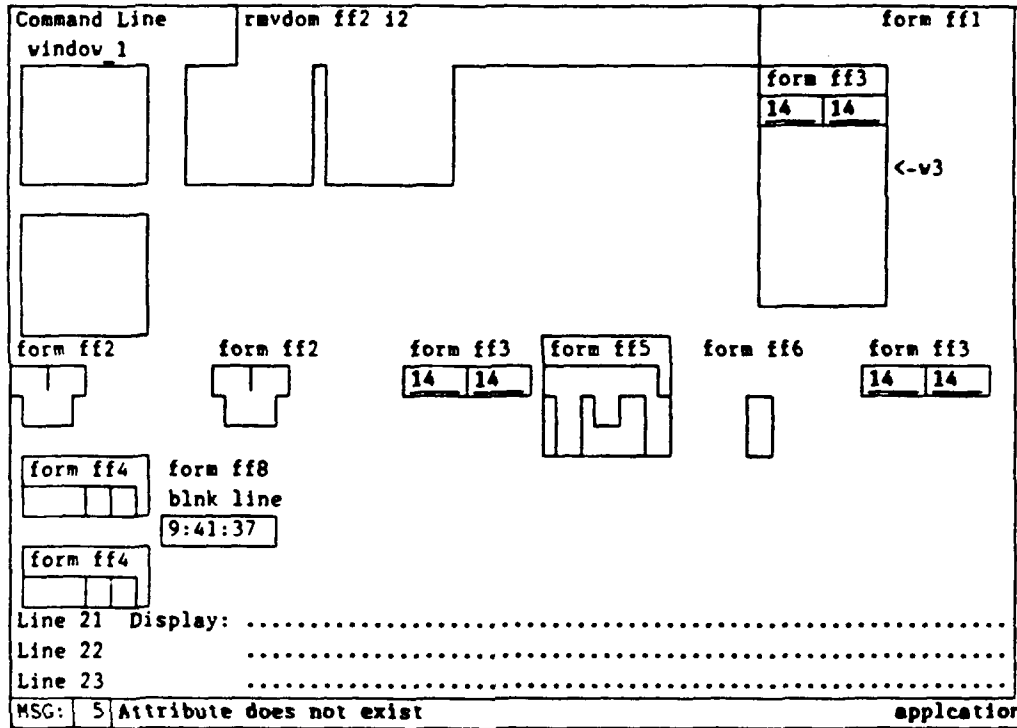 Command Line rmvdom ff2 i2 form ff1
window_1
form ff3
14 14
<-w3
form ff2 form ff2 form ff3 form ff5 form ff6 form ff3
14 14 14 14
form ff4 form ff8
blnk line
9:41:37
form ff4
Line 21 Display: ............................................................
Line 22 ............................................................
Line 23 ............................................................
MSG: 5 Attribute does not exist applcation